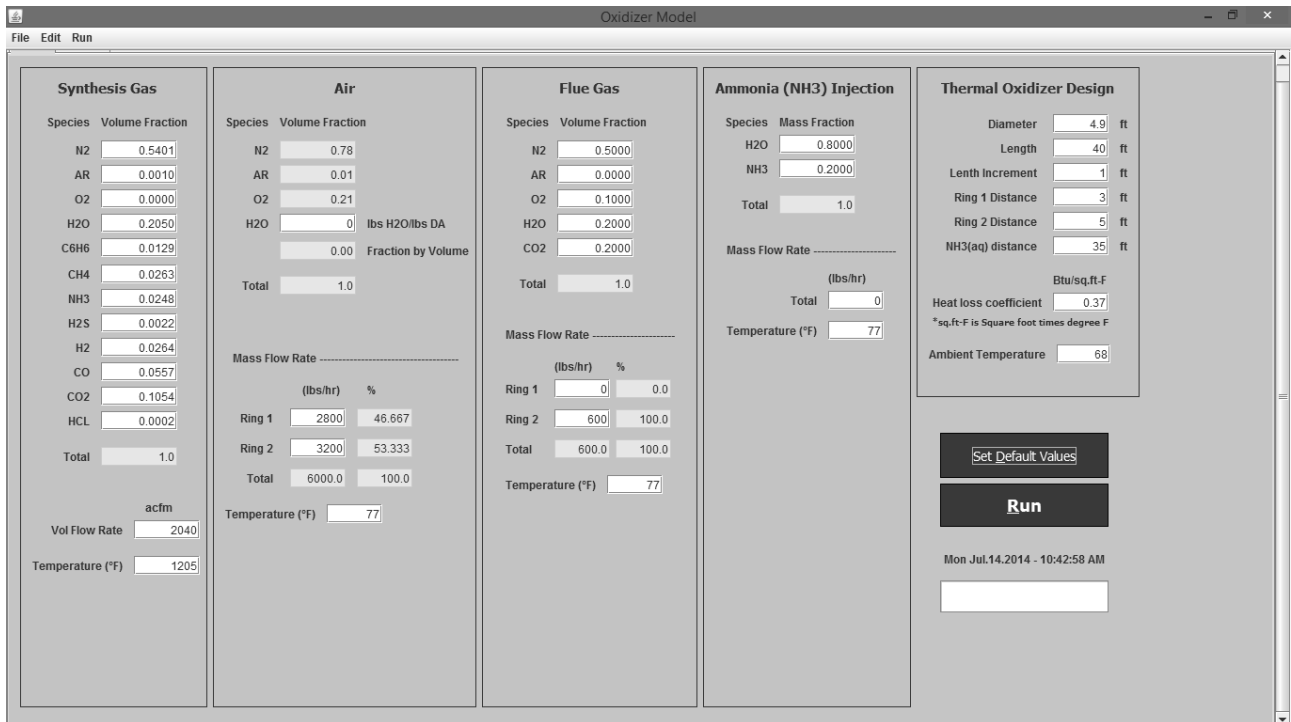 Oxidizer Model
File Edit Run
Synthesis Gas
Species Volume Fraction
N2 0.5401
AR 0.0010
O2 0.0000
H2O 0.2050
C6H6 0.0129
CH4 0.0263
NH3 0.0248
H2S 0.0022
H2 0.0264
CO 0.0557
CO2 0.1054
HCL 0.0002
Total 1.0
acfm
Vol Flow Rate 2040
Temperature (°F) 1205
Air
Species Volume Fraction
N2 0.78
AR 0.01
O2 0.21
H2O 0 lbs H2O/lbs DA
0.00 Fraction by Volume
Total 1.0
Mass Flow Rate --------------------------------------
(lbs/hr) %
Ring 1 2800 46.667
Ring 2 3200 53.333
Total 6000.0 100.0
Temperature (°F) 77
Flue Gas
Species Volume Fraction
N2 0.5000
AR 0.0000
O2 0.1000
H2O 0.2000
CO2 0.2000
Total 1.0
Mass Flow Rate ----------------------
(lbs/hr) %
Ring 1 0 0.0
Ring 2 600 100.0
Total 600.0 100.0
Temperature (°F) 77
Ammonia (NH3) Injection
Species Mass Fraction
H2O 0.8000
NH3 0.2000
Total 1.0
Mass Flow Rate ----------------------
(lbs/hr)
Total 0
Temperature (°F) 77
Thermal Oxidizer Design
Diameter 4.9 ft
Length 40 ft
Lenth Increment 1 ft
Ring 1 Distance 3 ft
Ring 2 Distance 5 ft
NH3(aq) distance 35 ft
Btu/sq.ft-F
Heat loss coefficient 0.37
*sq.ft-F is Square foot times degree F
Ambient Temperature 68
Set Default Values
Run
Mon Jul.14.2014 - 10:42:58 AM